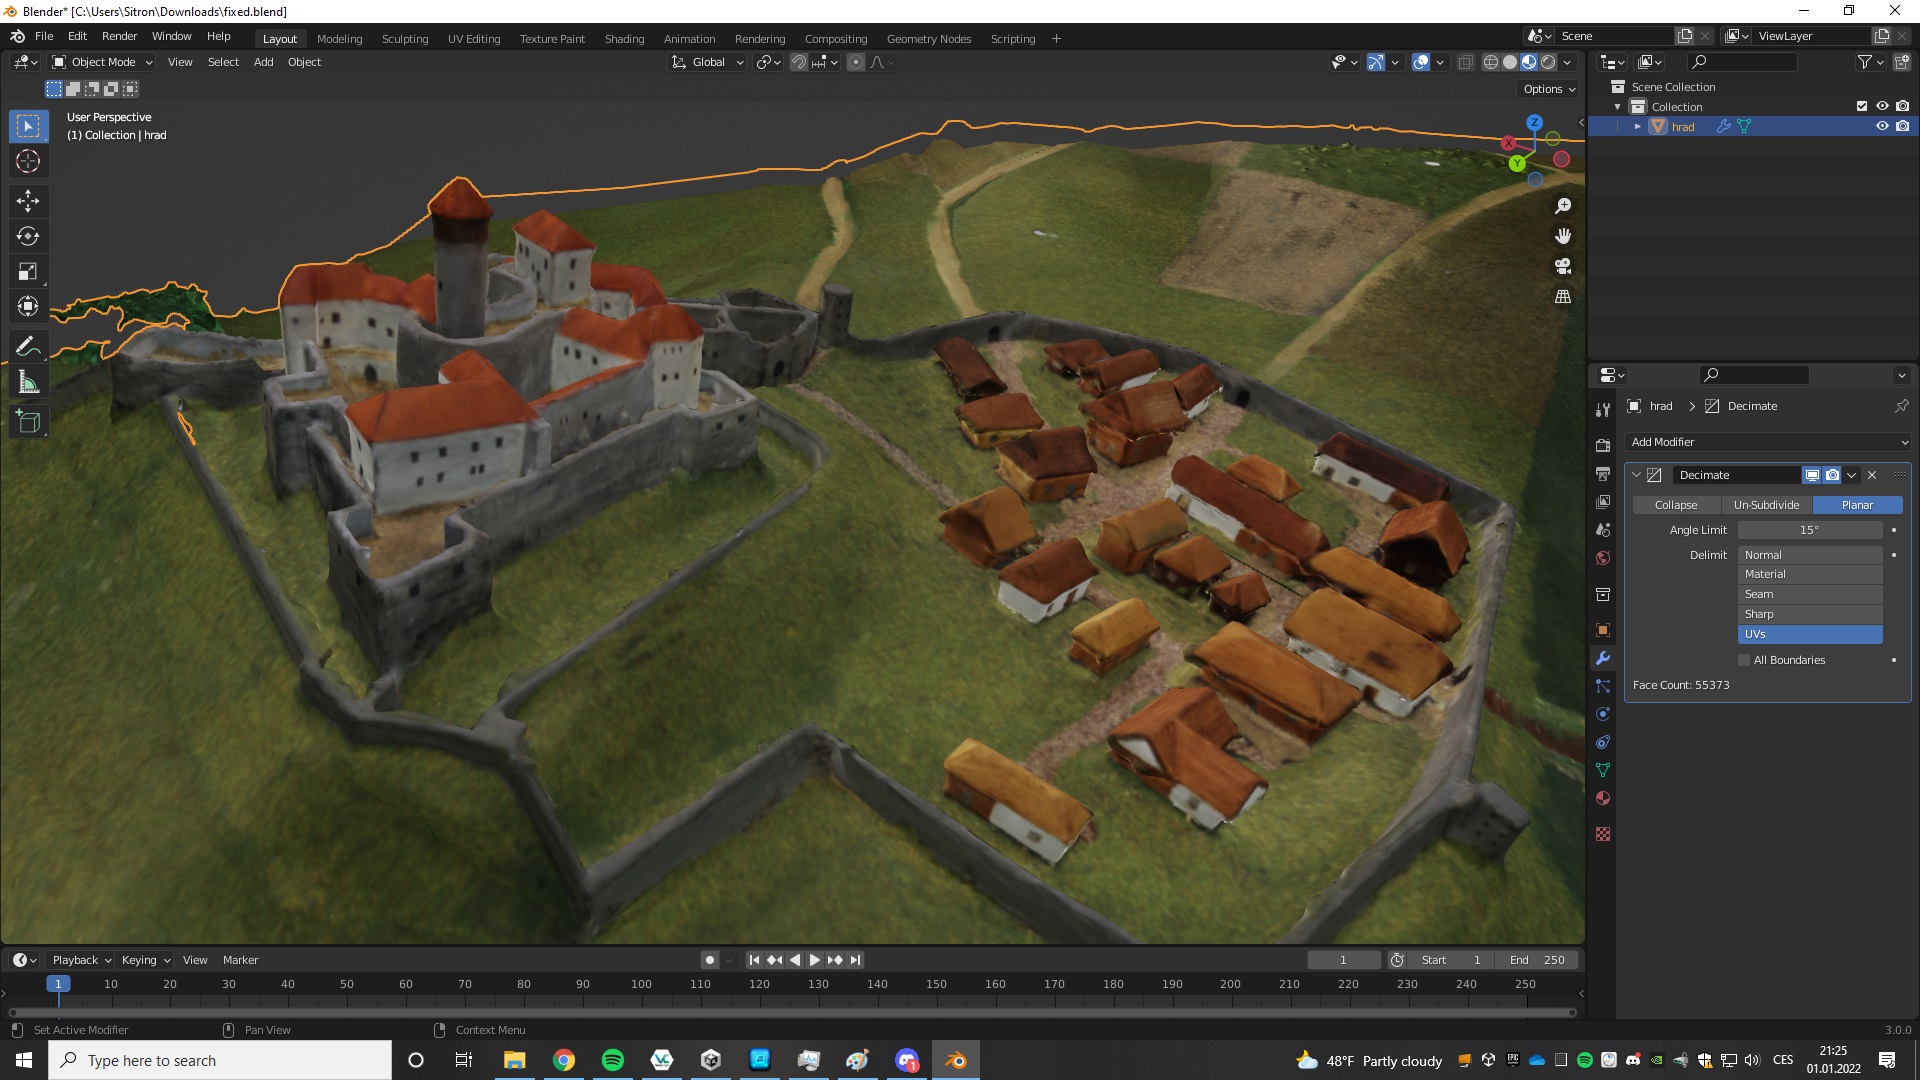 Blender* [C:\Users\Sitron\Downloads\fixed.blend]
File Edit Render Window Help Layout Modeling Sculpting UV Editing Texture Paint Shading Animation Rendering Compositing Geometry Nodes Scripting + Scene ViewLayer
Object Mode View Select Add Object Global
Options
User Perspective
(1) Collection | hrad
Z
X
Y
Scene Collection
Collection
hrad
hrad > Decimate
Add Modifier
Decimate
Collapse Un-Subdivide Planar
Angle Limit 15°
Delimit Normal
Material
Seam
Sharp
UVs
All Boundaries
Face Count: 55373
Playback Keying View Marker 1 Start 1 End 250
1 10 20 30 40 50 60 70 80 90 100 110 120 130 140 150 160 170 180 190 200 210 220 230 240 250
Set Active Modifier Pan View Context Menu 3.0.0
Type here to search
1
48°F Partly cloudy
CES
21:25
01.01.2022